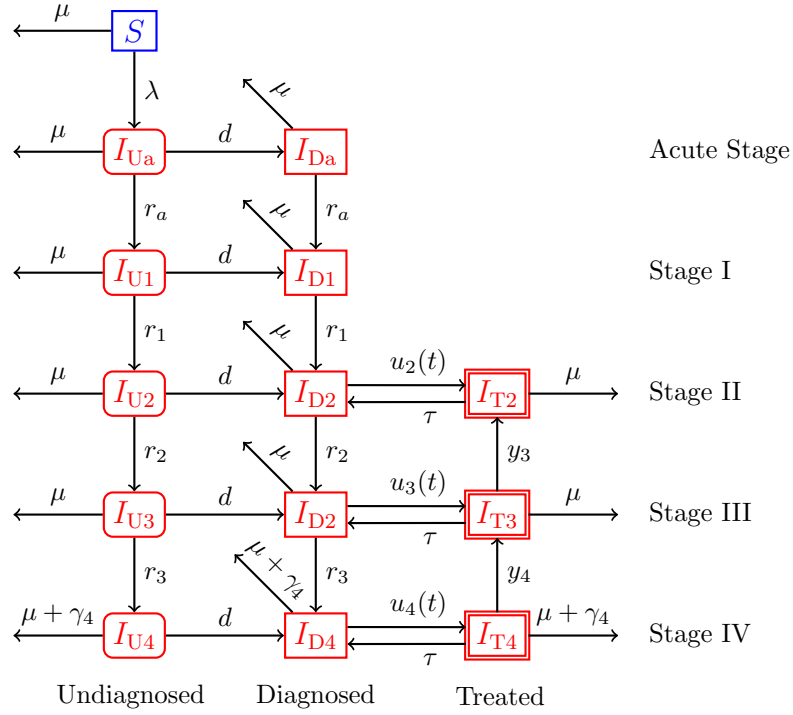 μ S
λ μ
μ I_Ua d I_Da Acute Stage
r_a μ r_a
μ I_U1 d I_D1 Stage I
r_1 μ r_1
μ I_U2 d I_D2 u_2(t) τ I_T2 μ Stage II
r_2 μ r_2 y_3
μ I_U3 d I_D2 u_3(t) τ I_T3 μ Stage III
r_3 μ + γ_4 r_3 y_4
μ + γ_4 I_U4 d I_D4 u_4(t) τ I_T4 μ + γ_4 Stage IV
Undiagnosed Diagnosed Treated